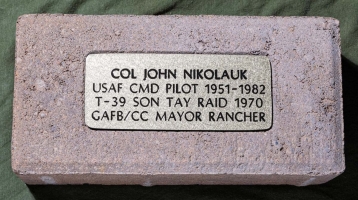 COL JOHN NIKOLAUK
USAF CMD PILOT 1951-1982
T-39 SON TAY RAID 1970
GAFB/CC MAYOR RANCHER